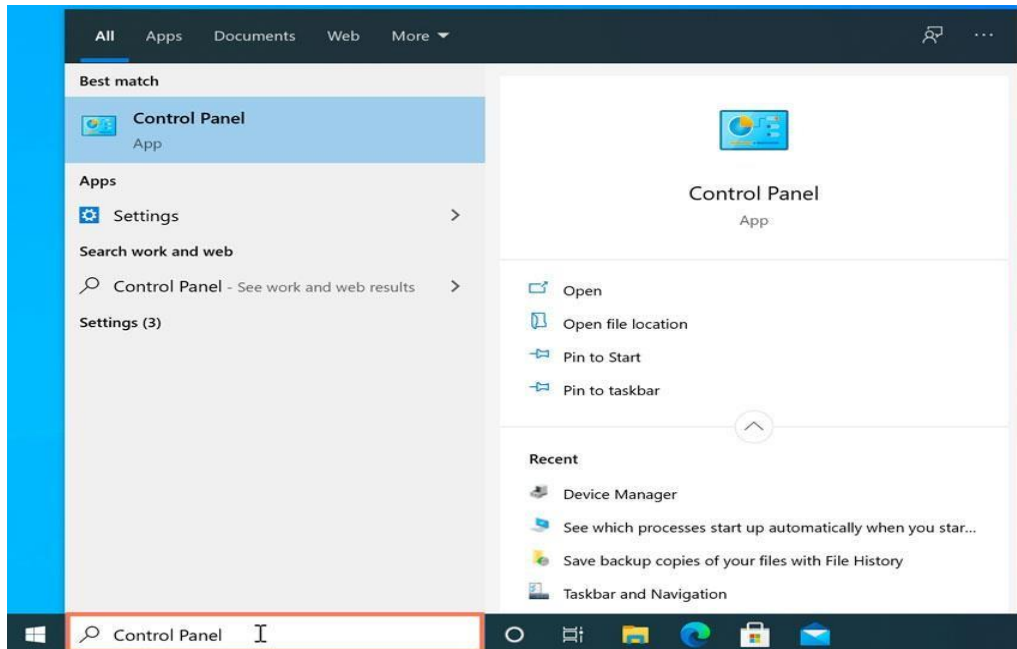 All Apps Documents Web More
Best match
Control Panel
App
Apps
Settings
Search work and web
Control Panel - See work and web results
Settings (3)
Control Panel
App
Open
Open file location
Pin to Start
Pin to taskbar
Recent
Device Manager
See which processes start up automatically when you star...
Save backup copies of your files with File History
Taskbar and Navigation
Control Panel